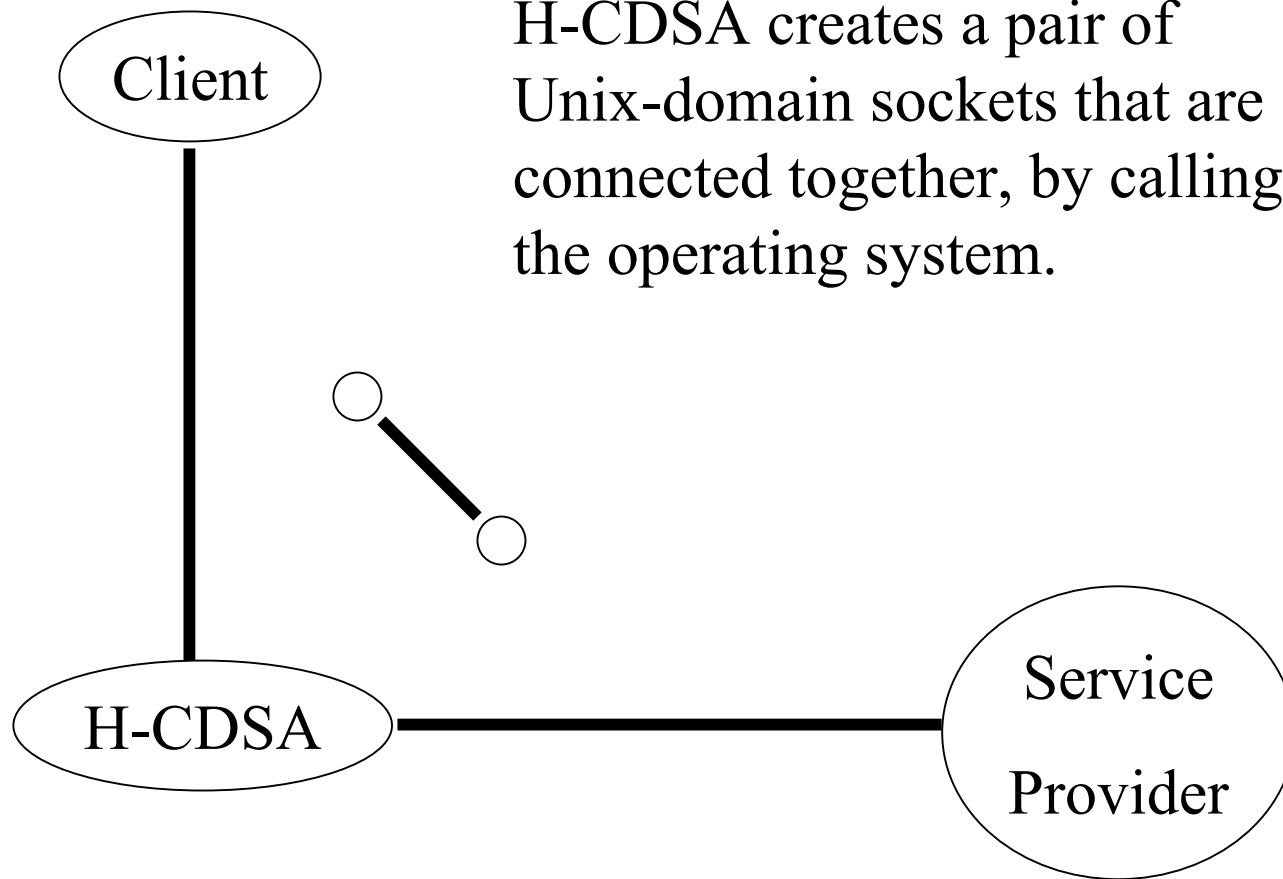 H-CDSA creates a pair of
Unix-domain sockets that are
connected together, by calling
the operating system.
Client
H-CDSA
Service
Provider